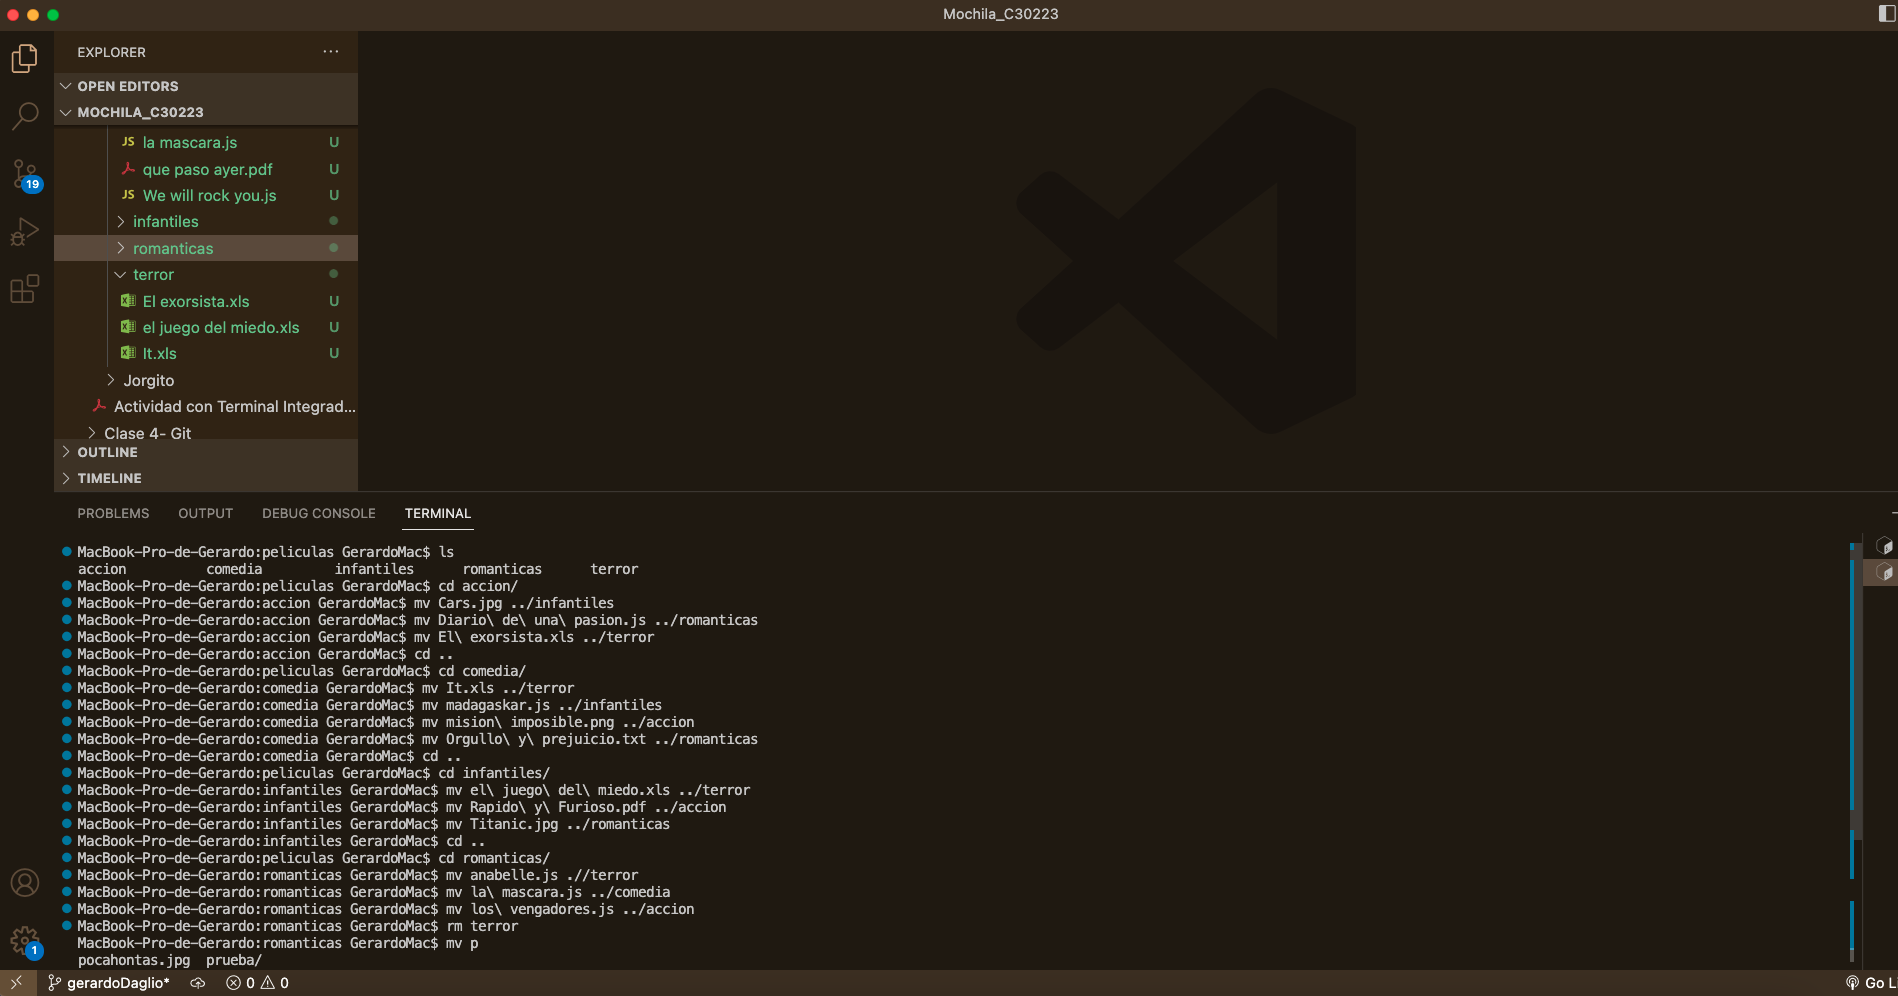 Mochila_C30223
EXPLORER
OPEN EDITORS
MOCHILA_C30223
JS la mascara.js U
que paso ayer.pdf U
JS We will rock you.js U
infantiles
romanticas
terror
El exorsista.xls U
el juego del miedo.xls U
It.xls U
Jorgito
Actividad con Terminal Integrad...
Clase 4- Git
OUTLINE
TIMELINE
19
1
PROBLEMS OUTPUT DEBUG CONSOLE TERMINAL
MacBook-Pro-de-Gerardo:peliculas GerardoMac$ ls
accion comedia infantiles romanticas terror
MacBook-Pro-de-Gerardo:peliculas GerardoMac$ cd accion/
MacBook-Pro-de-Gerardo:accion GerardoMac$ mv Cars.jpg ../infantiles
MacBook-Pro-de-Gerardo:accion GerardoMac$ mv Diario\ de\ una\ pasion.js ../romanticas
MacBook-Pro-de-Gerardo:accion GerardoMac$ mv El\ exorsista.xls ../terror
MacBook-Pro-de-Gerardo:accion GerardoMac$ cd ..
MacBook-Pro-de-Gerardo:peliculas GerardoMac$ cd comedia/
MacBook-Pro-de-Gerardo:comedia GerardoMac$ mv It.xls ../terror
MacBook-Pro-de-Gerardo:comedia GerardoMac$ mv madagaskar.js ../infantiles
MacBook-Pro-de-Gerardo:comedia GerardoMac$ mv mision\ imposible.png ../accion
MacBook-Pro-de-Gerardo:comedia GerardoMac$ mv Orgullo\ y\ prejuicio.txt ../romanticas
MacBook-Pro-de-Gerardo:comedia GerardoMac$ cd ..
MacBook-Pro-de-Gerardo:peliculas GerardoMac$ cd infantiles/
MacBook-Pro-de-Gerardo:infantiles GerardoMac$ mv el\ juego\ del\ miedo.xls ../terror
MacBook-Pro-de-Gerardo:infantiles GerardoMac$ mv Rapido\ y\ Furioso.pdf ../accion
MacBook-Pro-de-Gerardo:infantiles GerardoMac$ mv Titanic.jpg ../romanticas
MacBook-Pro-de-Gerardo:infantiles GerardoMac$ cd ..
MacBook-Pro-de-Gerardo:peliculas GerardoMac$ cd romanticas/
MacBook-Pro-de-Gerardo:romanticas GerardoMac$ mv anabelle.js .//terror
MacBook-Pro-de-Gerardo:romanticas GerardoMac$ mv la\ mascara.js ../comedia
MacBook-Pro-de-Gerardo:romanticas GerardoMac$ mv los\ vengadores.js ../accion
MacBook-Pro-de-Gerardo:romanticas GerardoMac$ rm terror
MacBook-Pro-de-Gerardo:romanticas GerardoMac$ mv p
pocahontas.jpg prueba/
gerardoDaglio* 0 0 Go Li